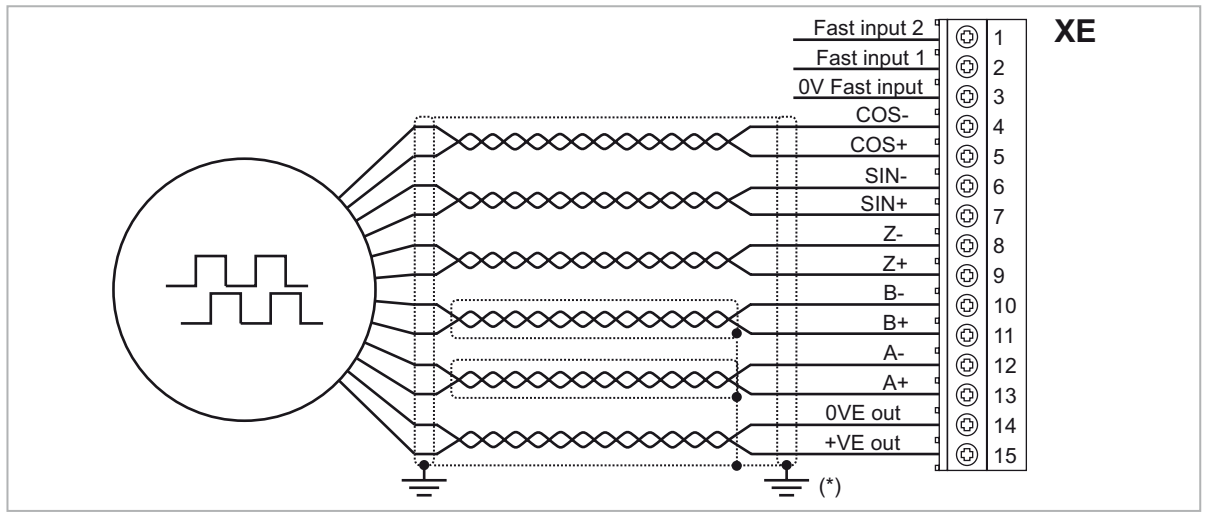 XE
Fast input 2 1
Fast input 1 2
0V Fast input 3
COS- 4
COS+ 5
SIN- 6
SIN+ 7
Z- 8
Z+ 9
B- 10
B+ 11
A- 12
A+ 13
0VE out 14
+VE out 15
(*)